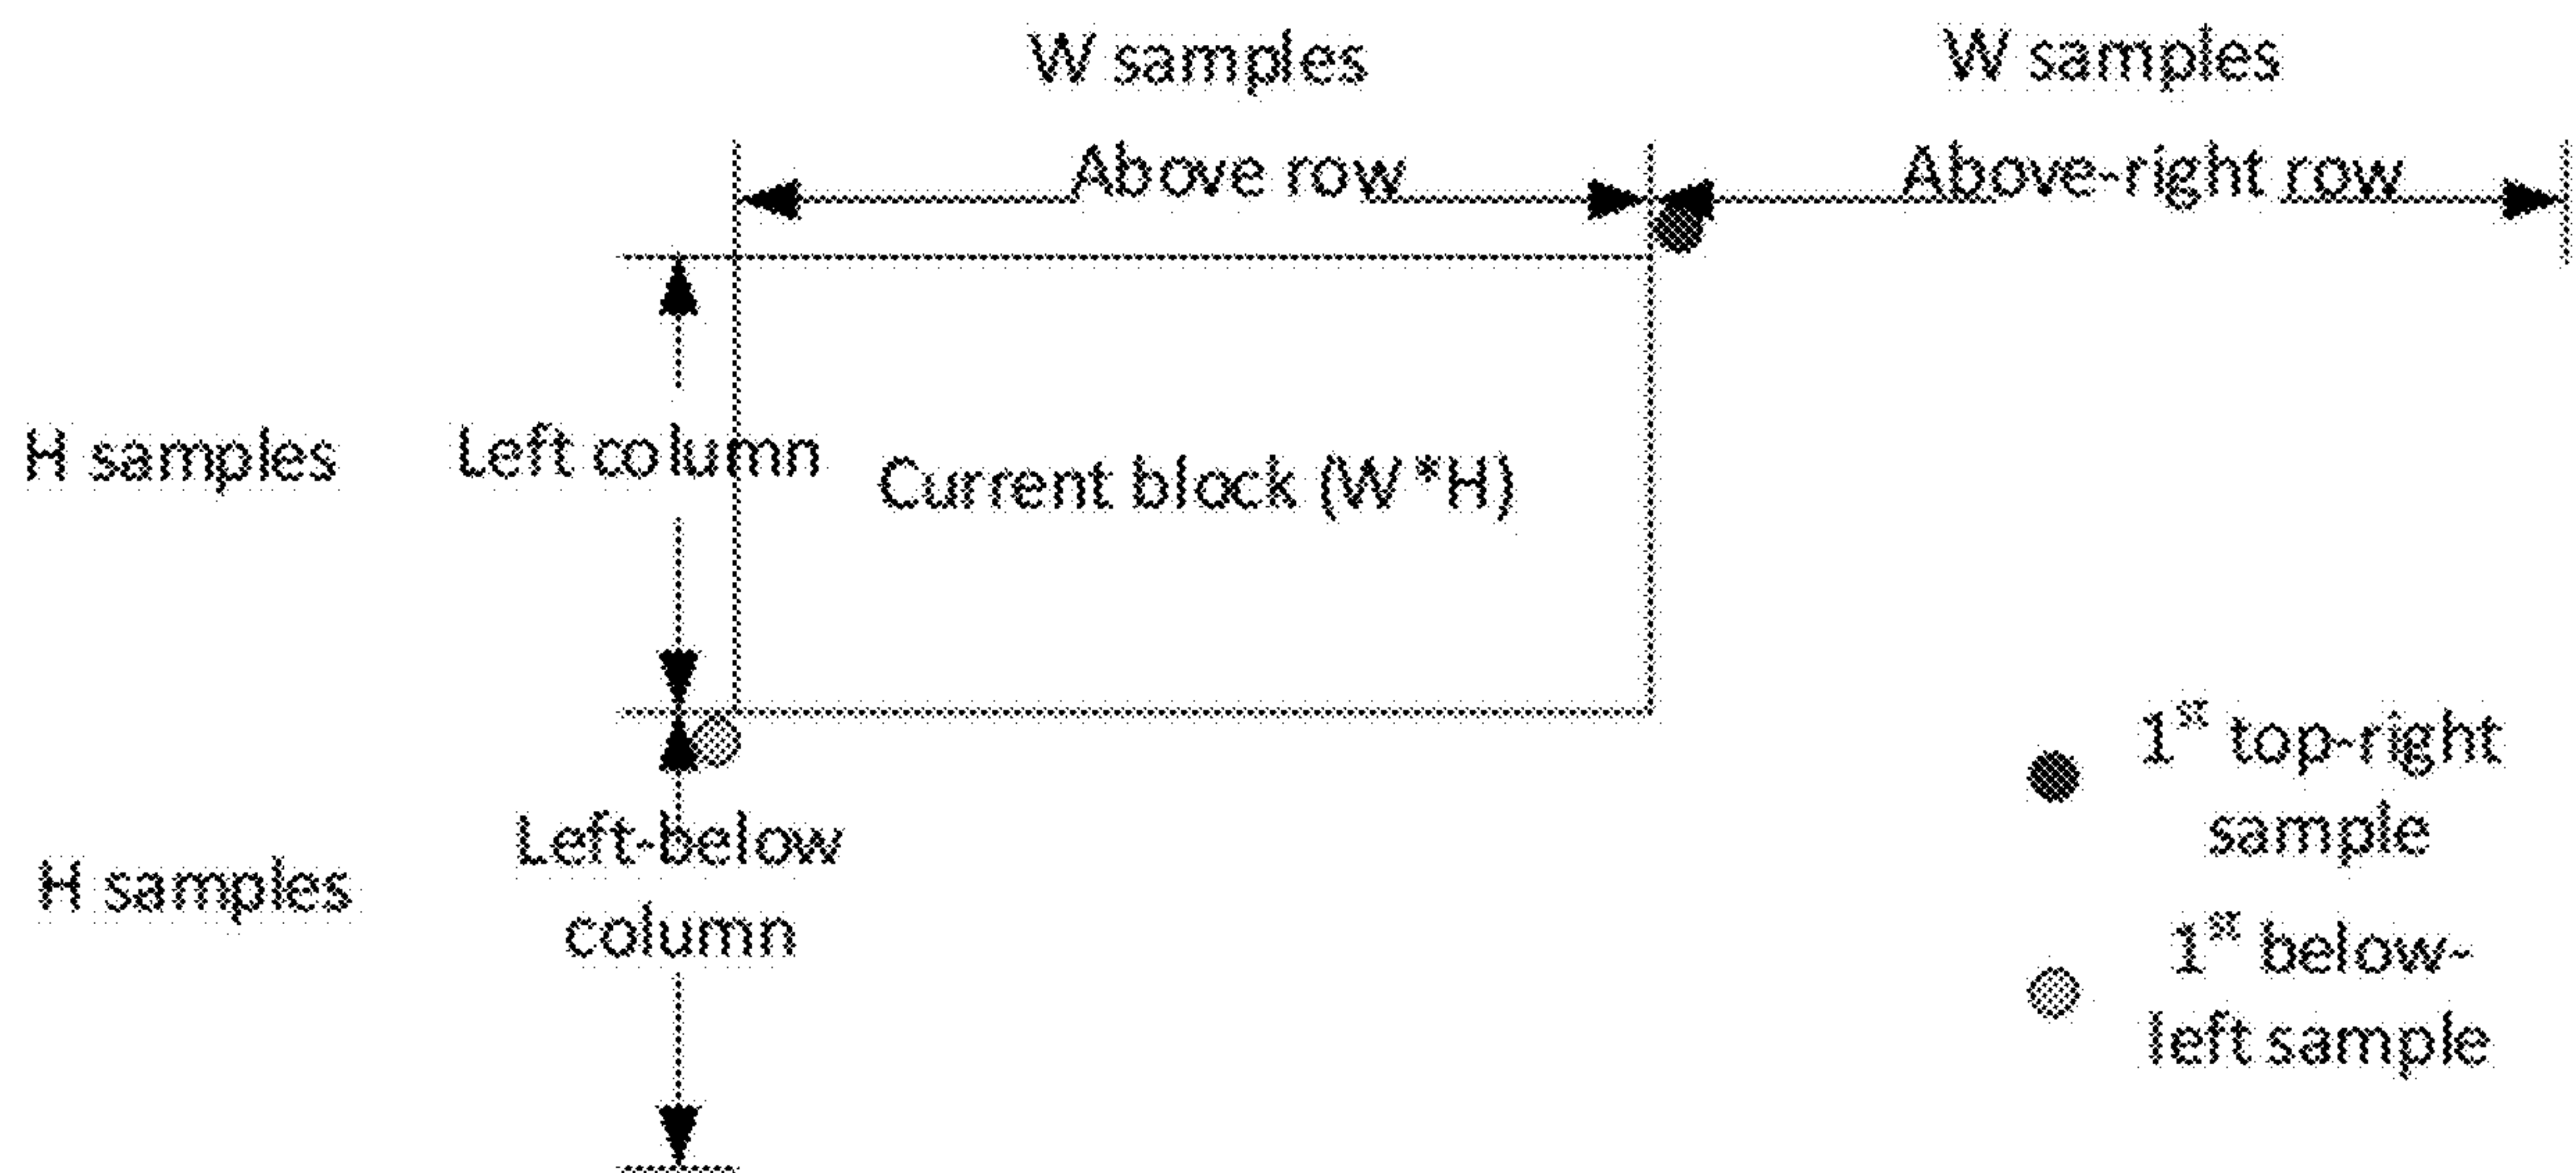 W samples
W samples
Above row
Above-right row
H samples
Left column
Current block (W*H)
1st top-right
sample
H samples
Left-below
column
1st below-
left sample